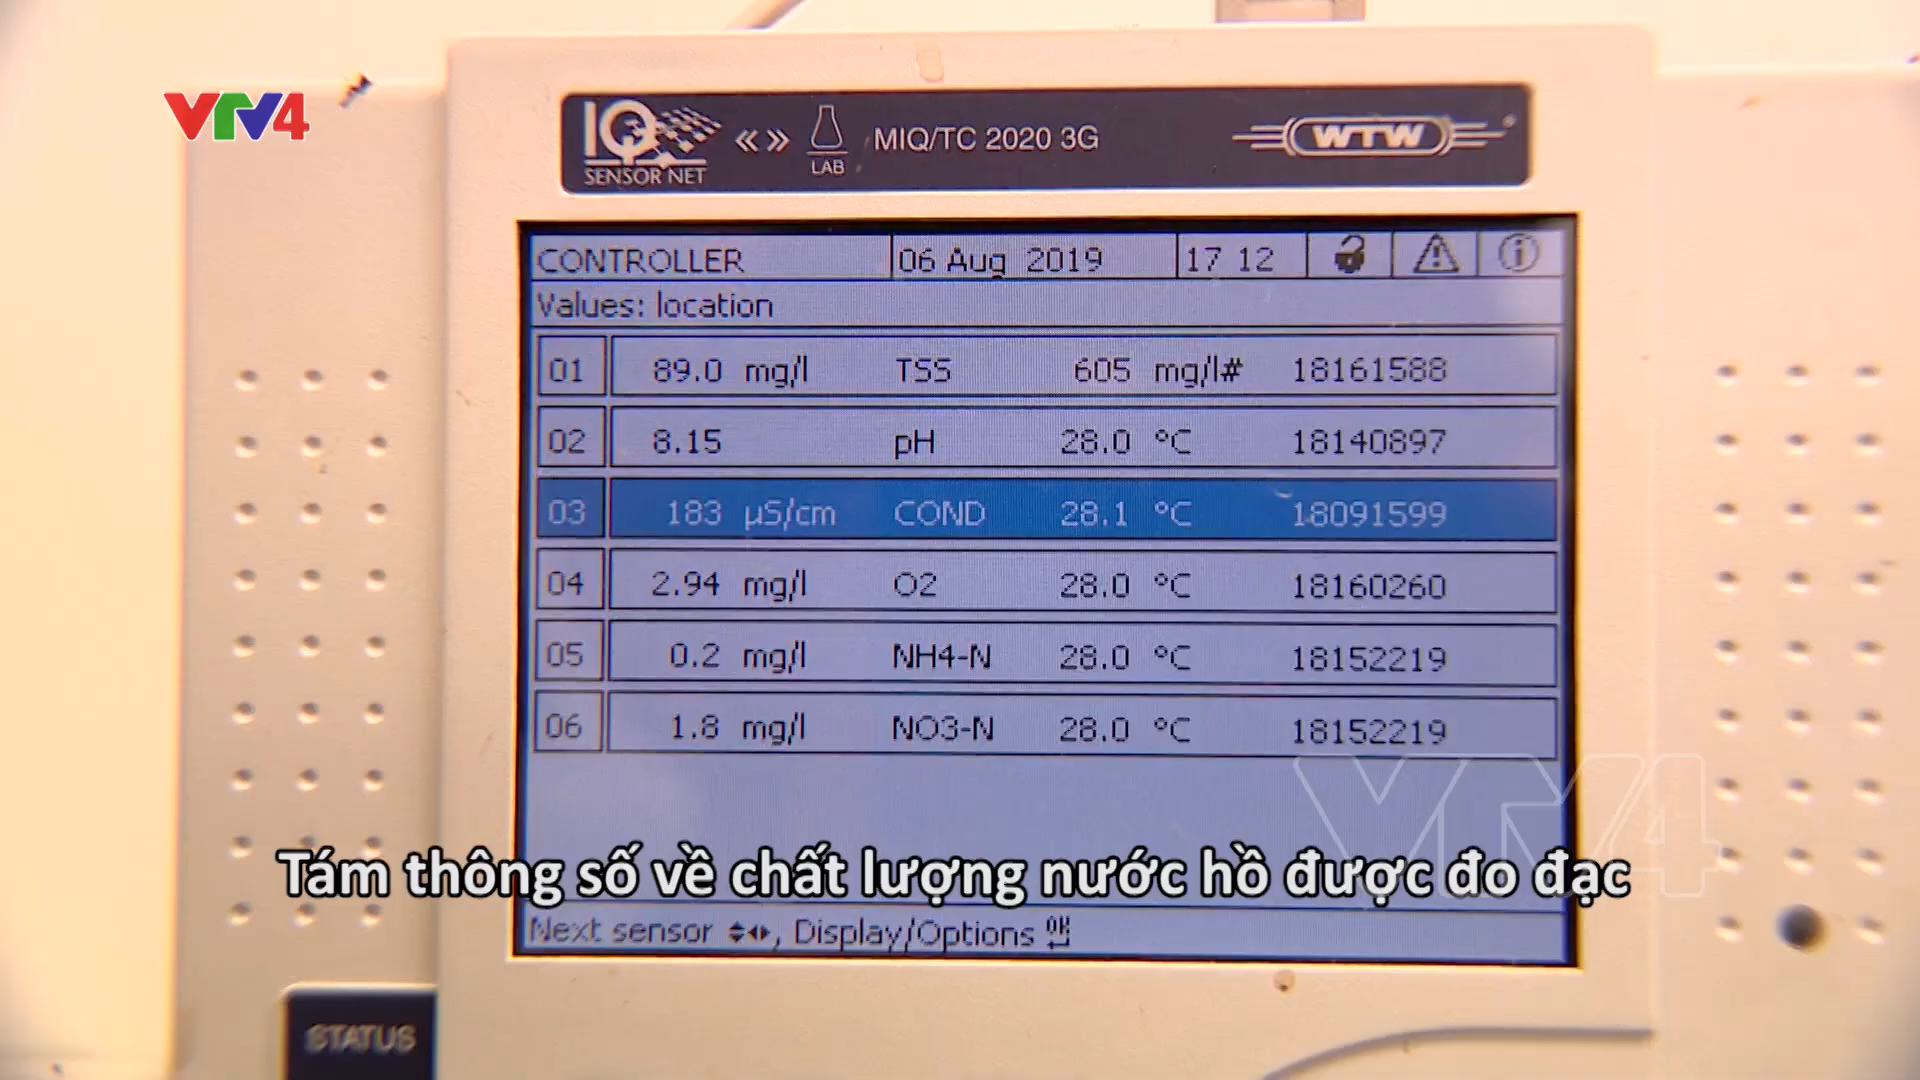 VTV4
IQ SENSOR NET LAB MIQ/TC 2020 3G WTW
CONTROLLER 06 Aug 2019 17 12
Values: location
01 89.0 mg/l TSS 605 mg/l# 18161588
02 8.15 pH 28.0 °C 18140897
03 183 µS/cm COND 28.1 °C 18091599
04 2.94 mg/l O2 28.0 °C 18160260
05 0.2 mg/l NH4-N 28.0 °C 18152219
06 1.8 mg/l NO3-N 28.0 °C 18152219
VTV4
Tám thông số về chất lượng nước hồ được đo đạc
Next sensor , Display/Options OK
STATUS